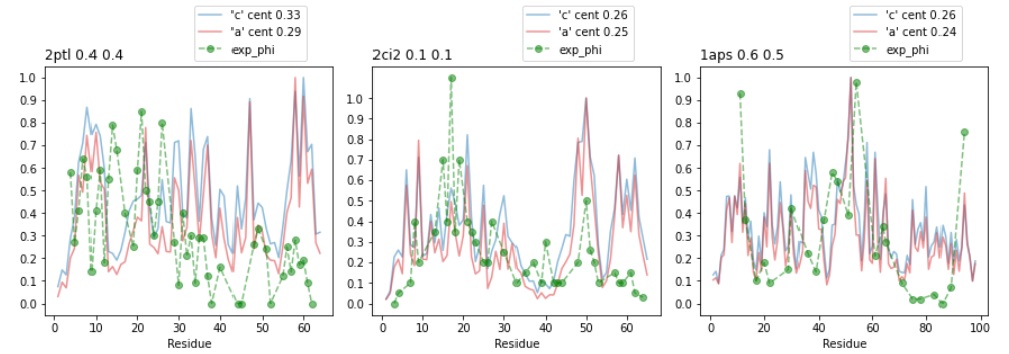 "c' cent 0.33
"a' cent 0.29
exp_phi
2ptl 0.4 0.4
1.0
0.9
0.8
0.7
0.6
0.5
0.4
0.3
0.2
0.1
0.0
0 10 20 30 40 50 60
Residue
'c' cent 0.26
'a' cent 0.25
exp_phi
2ci2 0.1 0.1
1.0
0.9
0.8
0.7
0.6
0.5
0.4
0.3
0.2
0.1
0.0
0 10 20 30 40 50 60
Residue
'c' cent 0.26
'a' cent 0.24
exp_phi
1aps 0.6 0.5
1.0
0.9
0.8
0.7
0.6
0.5
0.4
0.3
0.2
0.1
0.0
0 20 40 60 80 100
Residue